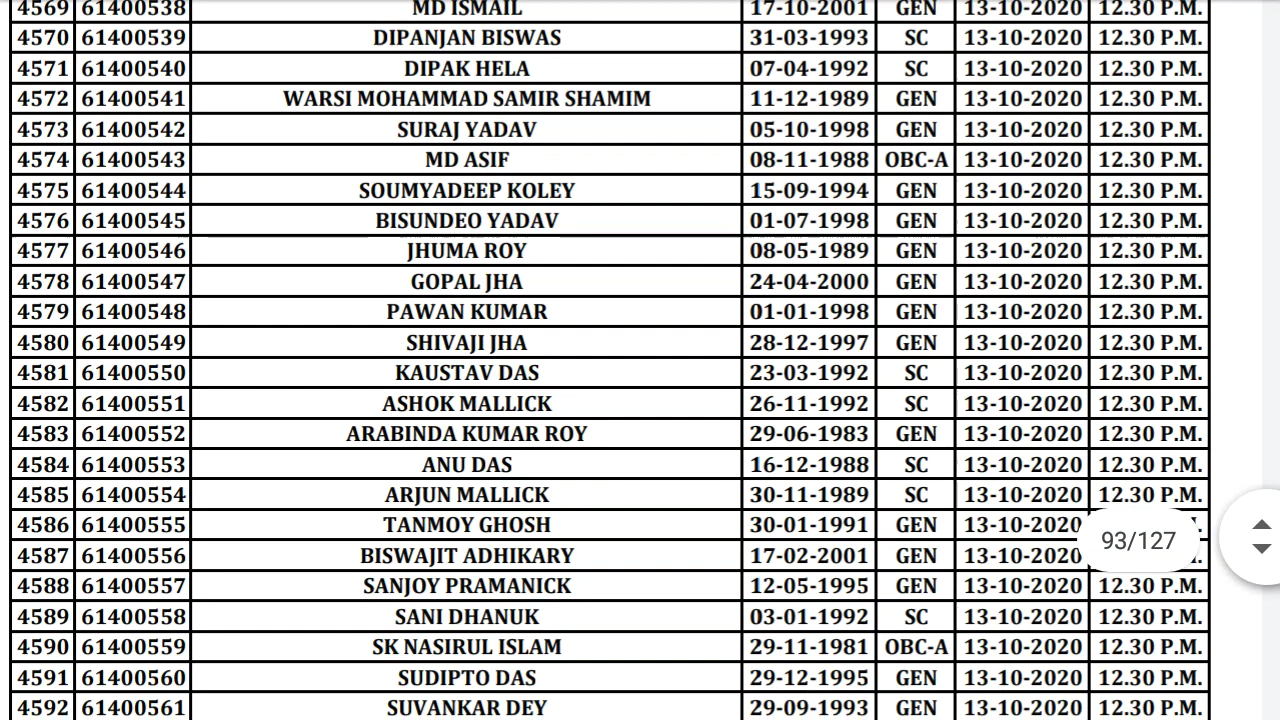 4569 61400538 MD ISMAIL 17-10-2001 GEN 13-10-2020 12.30 P.M.
4570 61400539 DIPANJAN BISWAS 31-03-1993 SC 13-10-2020 12.30 P.M.
4571 61400540 DIPAK HELA 07-04-1992 SC 13-10-2020 12.30 P.M.
4572 61400541 WARSI MOHAMMAD SAMIR SHAMIM 11-12-1989 GEN 13-10-2020 12.30 P.M.
4573 61400542 SURAJ YADAV 05-10-1998 GEN 13-10-2020 12.30 P.M.
4574 61400543 MD ASIF 08-11-1988 OBC-A 13-10-2020 12.30 P.M.
4575 61400544 SOUMYADEEP KOLEY 15-09-1994 GEN 13-10-2020 12.30 P.M.
4576 61400545 BISUNDEO YADAV 01-07-1998 GEN 13-10-2020 12.30 P.M.
4577 61400546 JHUMA ROY 08-05-1989 GEN 13-10-2020 12.30 P.M.
4578 61400547 GOPAL JHA 24-04-2000 GEN 13-10-2020 12.30 P.M.
4579 61400548 PAWAN KUMAR 01-01-1998 GEN 13-10-2020 12.30 P.M.
4580 61400549 SHIVAJI JHA 28-12-1997 GEN 13-10-2020 12.30 P.M.
4581 61400550 KAUSTAV DAS 23-03-1992 SC 13-10-2020 12.30 P.M.
4582 61400551 ASHOK MALLICK 26-11-1992 SC 13-10-2020 12.30 P.M.
4583 61400552 ARABINDA KUMAR ROY 29-06-1983 GEN 13-10-2020 12.30 P.M.
4584 61400553 ANU DAS 16-12-1988 SC 13-10-2020 12.30 P.M.
4585 61400554 ARJUN MALLICK 30-11-1989 SC 13-10-2020 12.30 P.M.
4586 61400555 TANMOY GHOSH 30-01-1991 GEN 13-10-2020
93/127
4587 61400556 BISWAJIT ADHIKARY 17-02-2001 GEN 13-10-2020
4588 61400557 SANJOY PRAMANICK 12-05-1995 GEN 13-10-2020 12.30 P.M.
4589 61400558 SANI DHANUK 03-01-1992 SC 13-10-2020 12.30 P.M.
4590 61400559 SK NASIRUL ISLAM 29-11-1981 OBC-A 13-10-2020 12.30 P.M.
4591 61400560 SUDIPTO DAS 29-12-1995 GEN 13-10-2020 12.30 P.M.
4592 61400561 SUVANKAR DEY 29-09-1993 GEN 13-10-2020 12.30 P.M.